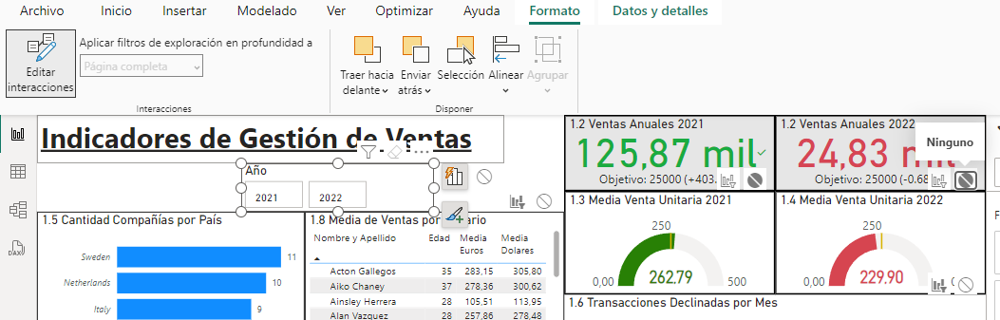 Archivo Inicio Insertar Modelado Ver Optimizar Ayuda Formato Datos y detalles
Editar interacciones
Aplicar filtros de exploración en profundidad a
Página completa
Interacciones
Traer hacia delante
Enviar atrás
Selección
Alinear
Agrupar
Disponer
Indicadores de Gestión de Ventas
Año
2021 2022
1.2 Ventas Anuales 2021
125,87 mil
Objetivo: 25000 (+403.
1.2 Ventas Anuales 2022
24,83
Objetivo: 25000 (-0.68
Ninguno
1.3 Media Venta Unitaria 2021
250
0,00 262,79 500
1.4 Media Venta Unitaria 2022
250
0,00 229,90
1.5 Cantidad Compañías por País
Sweden 11
Netherlands 10
Italy 9
1.8 Media de Ventas por
Nombre y Apellido Edad Media Euros Media Dolares
Acton Gallegos 35 283,15 305,80
Aiko Chaney 37 278,36 300,62
Ainsley Herrera 28 105,51 113,95
Alan Vazquez 28 257,86 278,48
1.6 Transacciones Declinadas por Mes
DAX